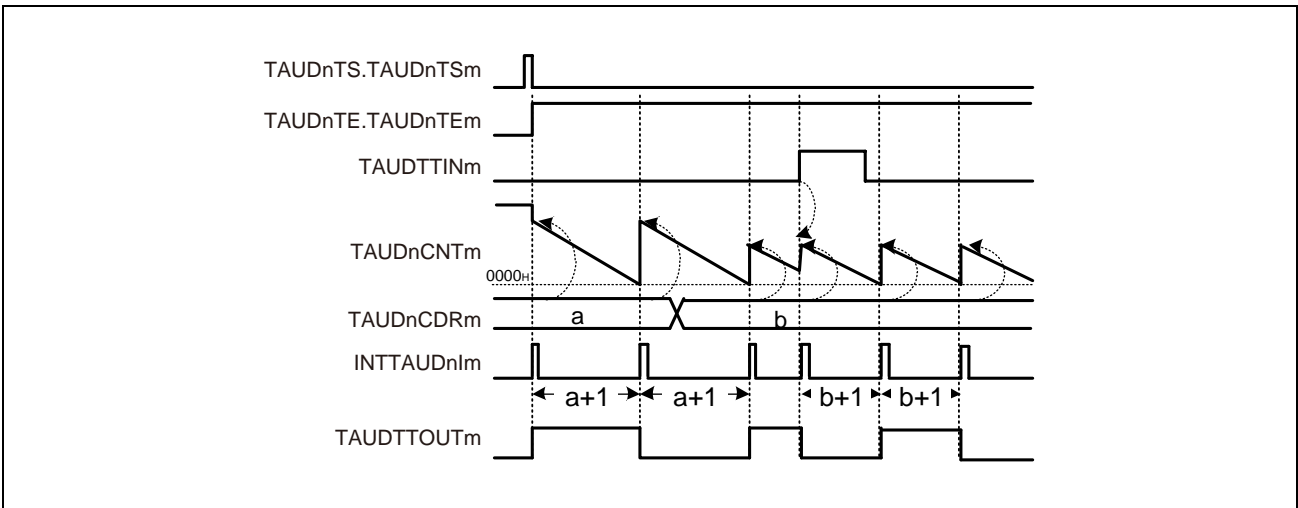 TAUDnTS.TAUDnTSm
TAUDnTE.TAUDnTEm
TAUDTTINm
TAUDnCNTm
0000H
TAUDnCDRm
a
b
INTTAUDnIm
a+1 a+1 b+1 b+1
TAUDTTOUTm